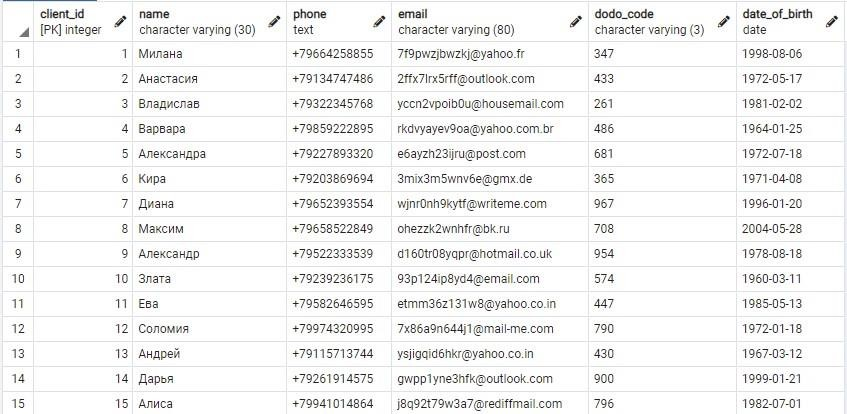 client_id name phone email dodo_code date_of_birth
[PK] integer character varying (30) text character varying (80) character varying (3) date
1 1 Милана +79664258855 7f9pwzjbwzkj@yahoo.fr 347 1998-08-06
2 2 Анастасия +79134747486 2ffx7lrx5rff@outlook.com 433 1972-05-17
3 3 Владислав +79322345768 yccn2vpoib0u@housemail.com 261 1981-02-02
4 4 Варвара +79859222895 rkdvyayev9oa@yahoo.com.br 486 1964-01-25
5 5 Александра +79227893320 e6ayzh23ijru@post.com 681 1972-07-18
6 6 Кира +79203869694 3mix3m5wnv6e@gmx.de 365 1971-04-08
7 7 Диана +79652393554 wjnr0nh9kytf@writeme.com 967 1996-01-20
8 8 Максим +79658522849 ohezzk2wnhfr@bk.ru 708 2004-05-28
9 9 Александр +79522333539 d160tr08yqpr@hotmail.co.uk 954 1978-08-18
10 10 Злата +79239236175 93p124ip8yd4@email.com 574 1960-03-11
11 11 Ева +79582646595 etmm36z131w8@yahoo.co.in 447 1985-05-13
12 12 Соломия +79974320995 7x86a9n644j1@mail-me.com 790 1972-01-18
13 13 Андрей +79115713744 ysjigqid6hkr@yahoo.co.in 430 1967-03-12
14 14 Дарья +79261914575 gwpp1yne3hfk@outlook.com 900 1999-01-21
15 15 Алиса +79941014864 j8q92t79w3a7@rediffmail.com 796 1982-07-01